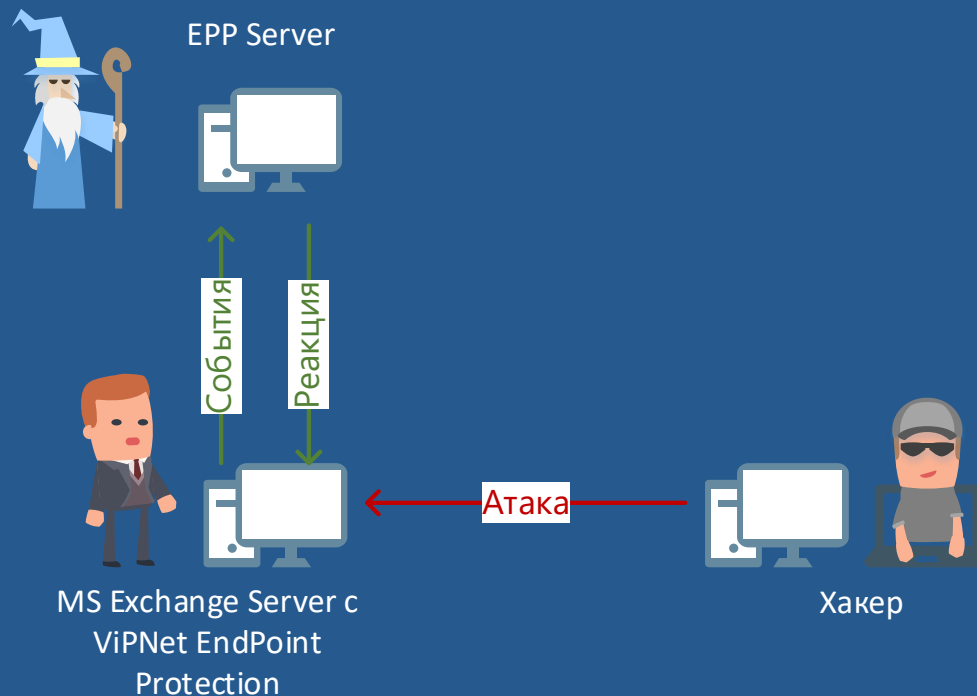 EPP Server
События
Реакция
Атака
MS Exchange Server с
ViPNet EndPoint
Protection
Хакер